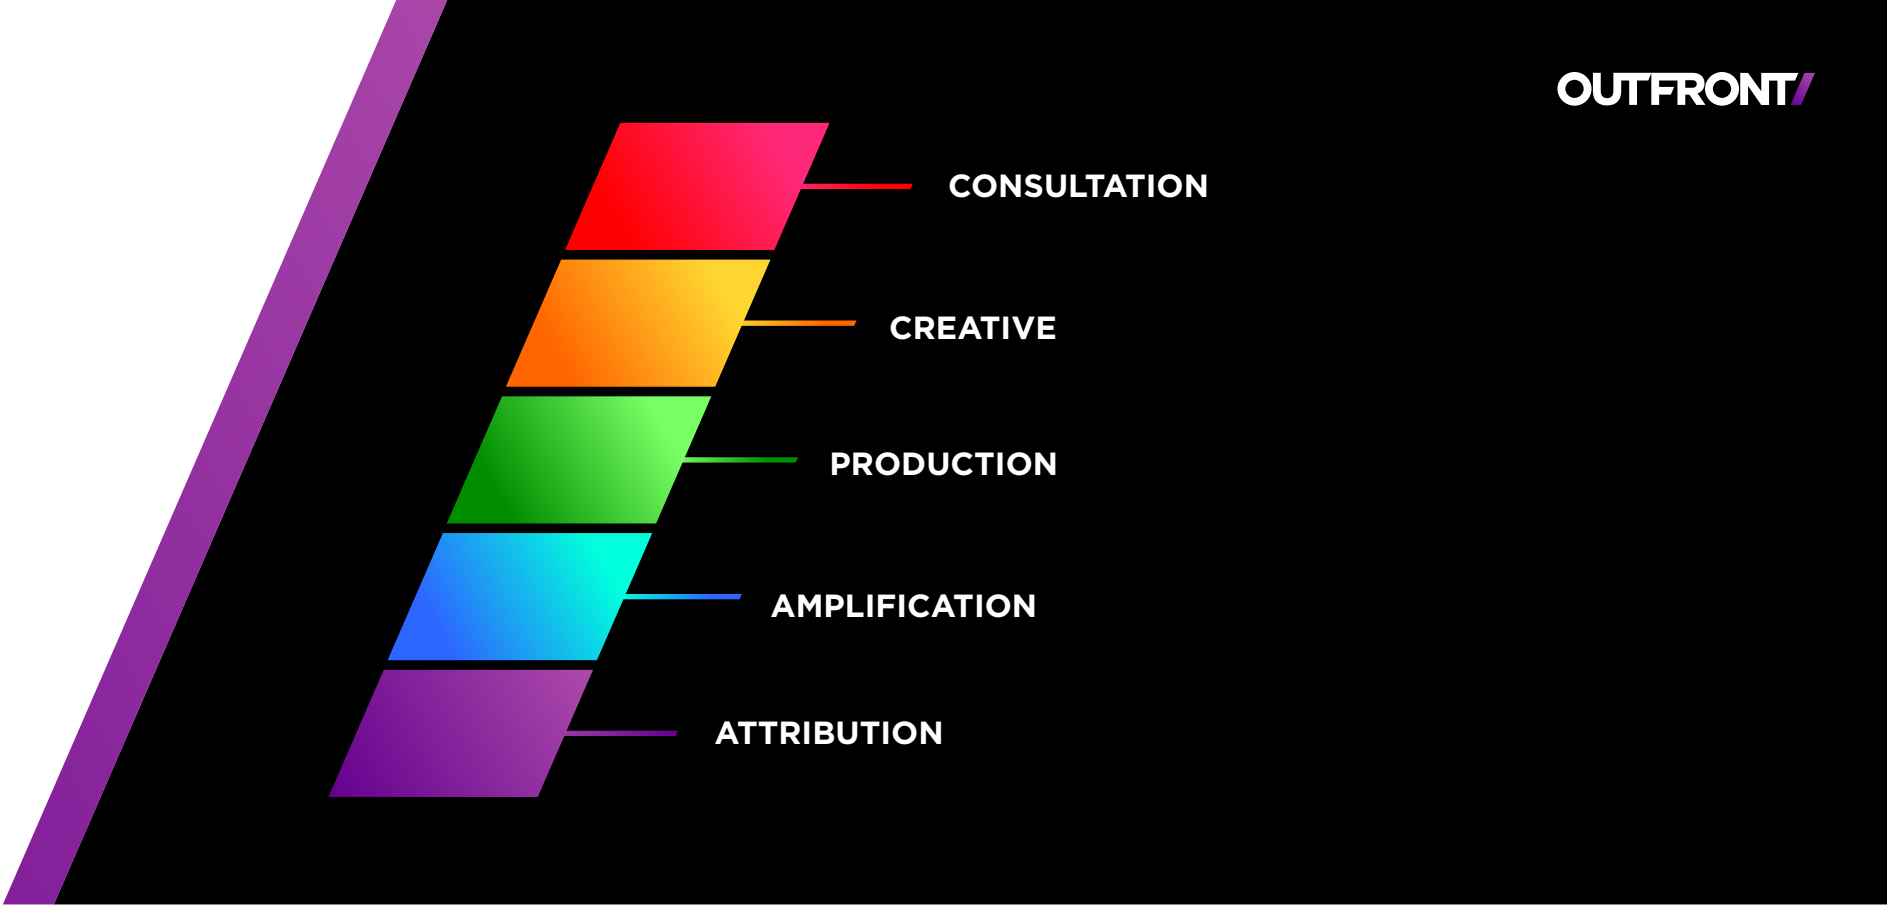 OUTFRONT/
CONSULTATION
CREATIVE
PRODUCTION
AMPLIFICATION
ATTRIBUTION